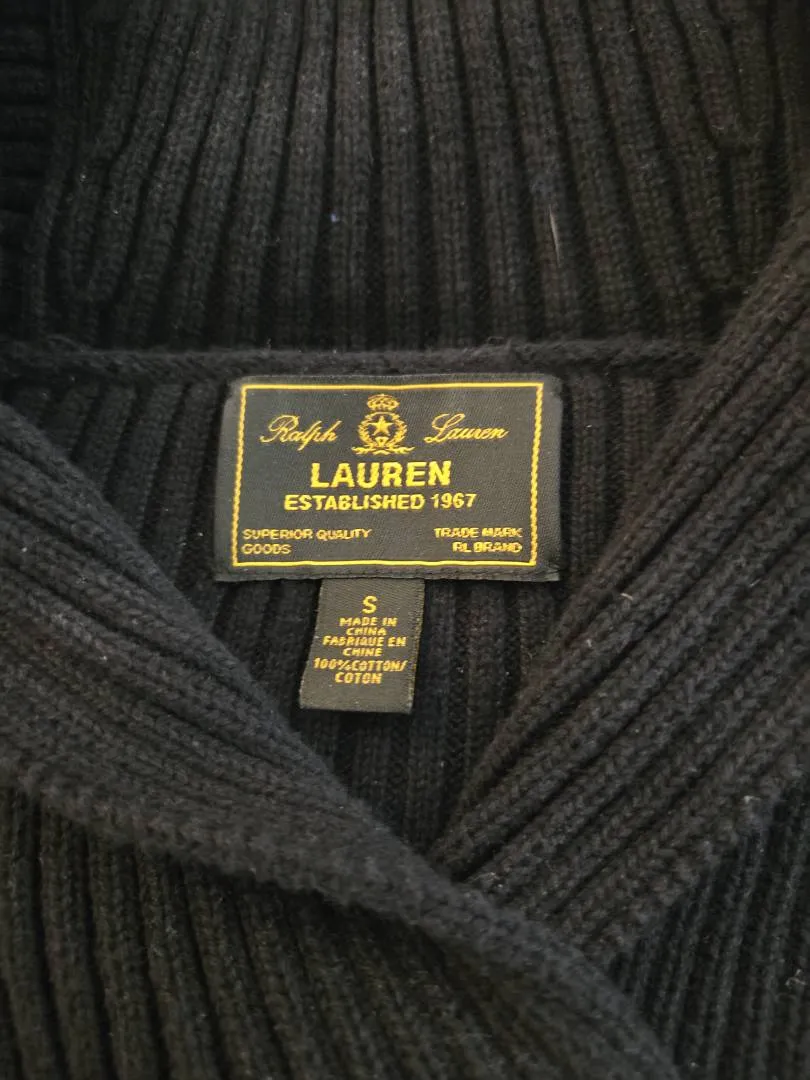 Ralph Lauren
LAUREN
ESTABLISHED 1967
SUPERIOR QUALITY TRADE MARK
GOODS RL BRAND
S
MADE IN
CHINA
FABRIQUE EN
CHINE
100%COTTON/
COTON